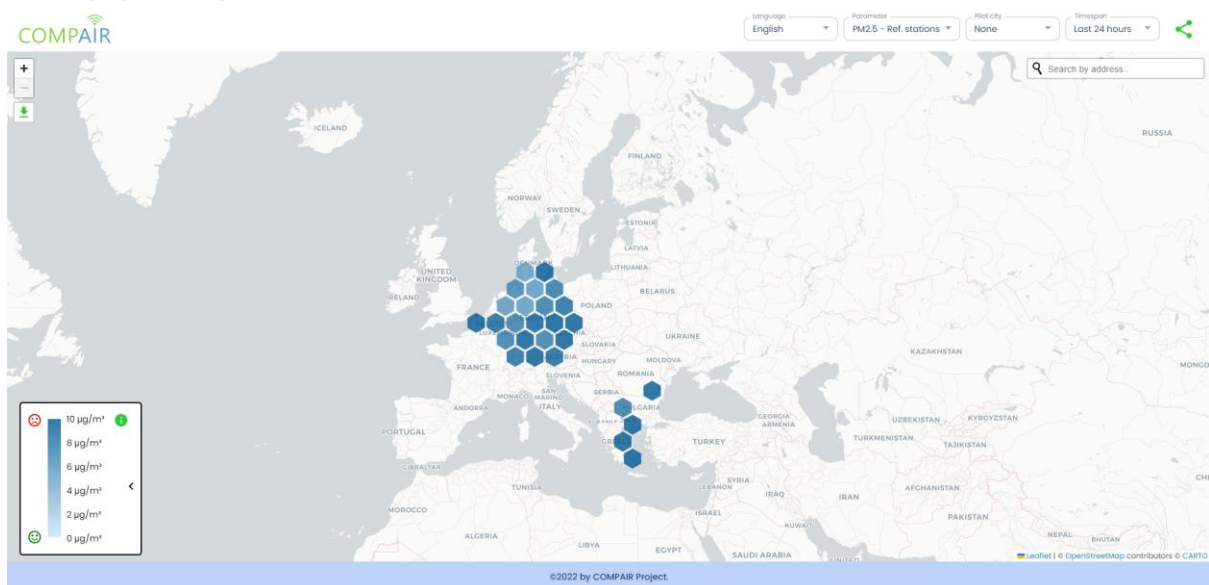 COMPAIR
Language
English
Parameter
PM2.5 - Ref. stations
Pilot city
None
Timespan
Last 24 hours
+
−
Search by address..
ICELAND
RUSSIA
FINLAND
NORWAY
SWEDEN
ESTONIA
LATVIA
DENMARK
LITHUANIA
UNITED
KINGDOM
IRELAND
BELARUS
POLAND
UKRAINE
SLOVAKIA
KAZAKHSTAN
MONGO
FRANCE
HUNGARY
MOLDOVA
SLOVENIA
ROMANIA
MONACO
SAN
MARINO
SERBIA
ANDORRA
ITALY
GEORGIA
ARMENIA
UZBEKISTAN
KYRGYZSTAN
PORTUGAL
TURKEY
TURKMENISTAN
TAJIKISTAN
GIBRALTAR
TUNISIA
SYRIA
LEBANON
IRAQ
IRAN
AFGHANISTAN
CHI
MOROCCO
ISRAEL
PAKISTAN
KUWAIT
ALGERIA
LIBYA
EGYPT
SAUDI ARABIA
NEPAL
BHUTAN
10 µg/m³
8 µg/m³
6 µg/m³
4 µg/m³
2 µg/m³
0 µg/m³
Leaflet | © OpenStreetMap contributors © CARTO
©2022 by COMPAIR Project.